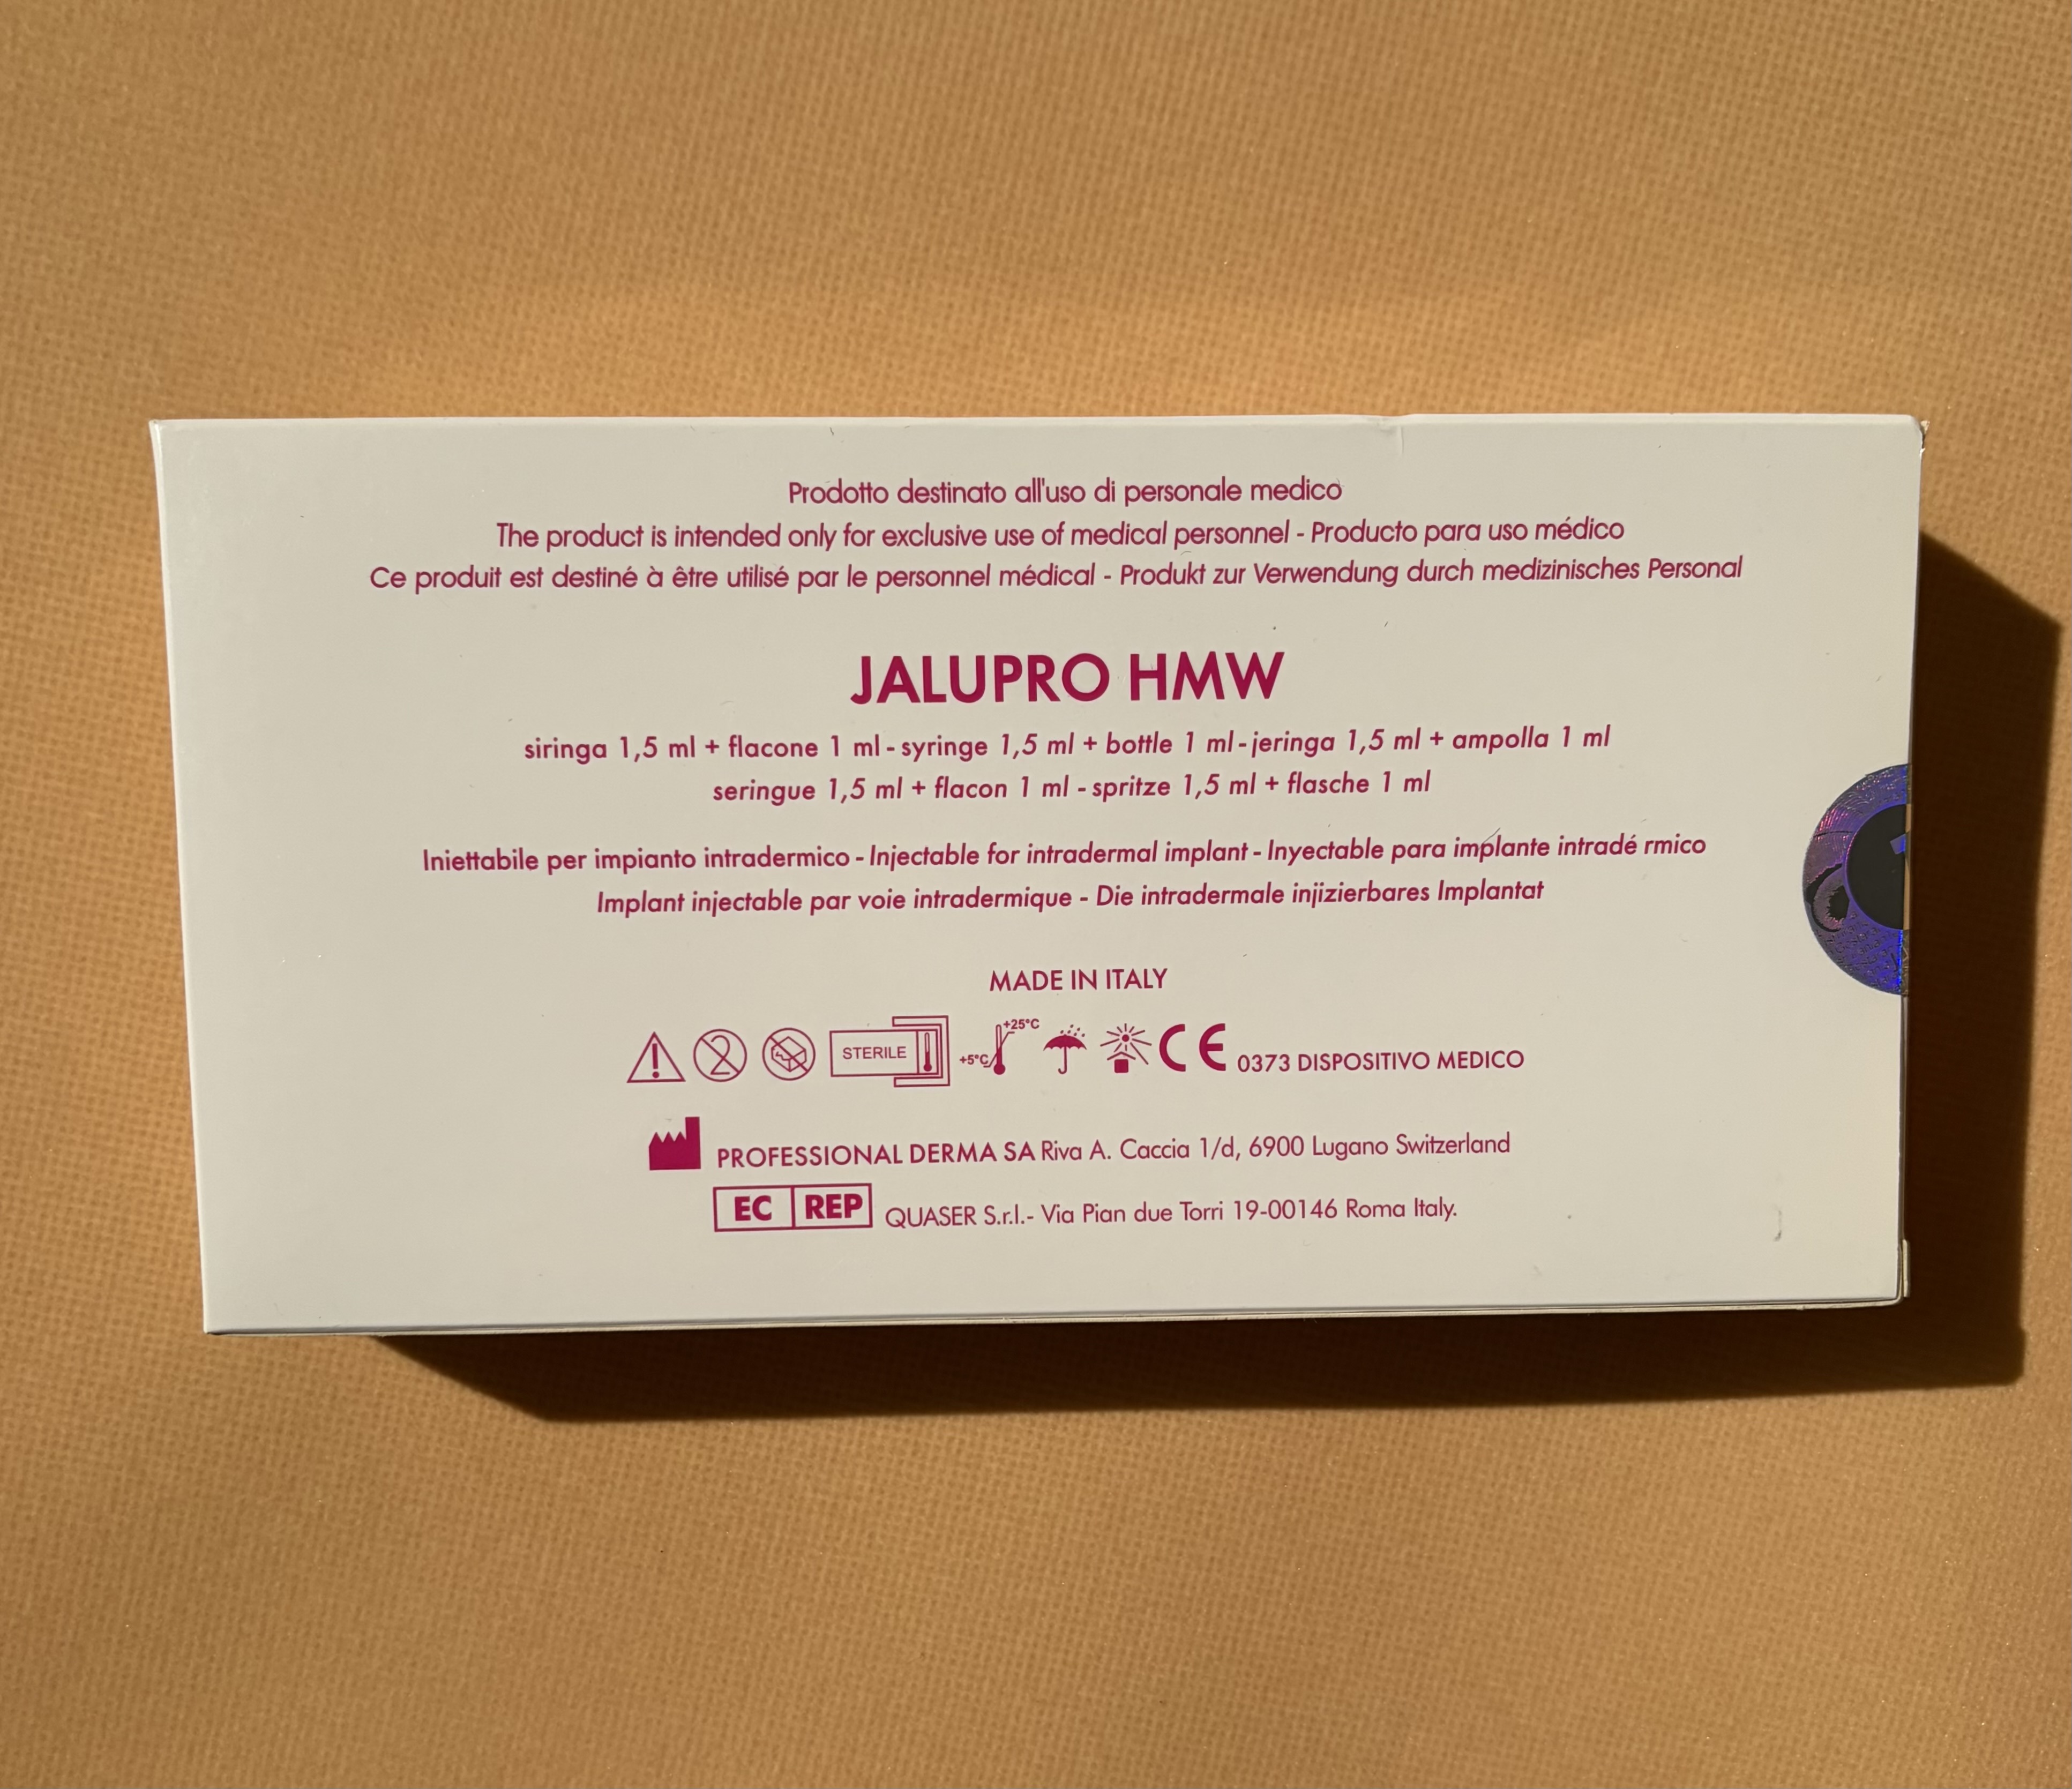 Prodotto destinato all'uso di personale medico
The product is intended only for exclusive use of medical personnel - Producto para uso médico
Ce produit est destiné à être utilisé par le personnel médical - Produkt zur Verwendung durch medizinisches Personal
JALUPRO HMW
siringa 1,5 ml + flacone 1 ml - syringe 1,5 ml + bottle 1 ml - jeringa 1,5 ml + ampolla 1 ml
seringue 1,5 ml + flacon 1 ml - spritze 1,5 ml + flasche 1 ml
Iniettabile per impianto intradermico - Injectable for intradermal implant - Inyectable para implante intradé rmico
Implant injectable par voie intradermique - Die intradermale injizierbares Implantat
MADE IN ITALY
2 STERILE +5°C +25°C CE 0373 DISPOSITIVO MEDICO
PROFESSIONAL DERMA SA Riva A. Caccia 1/d, 6900 Lugano Switzerland
EC REP QUASER S.r.l.- Via Pian due Torri 19-00146 Roma Italy.